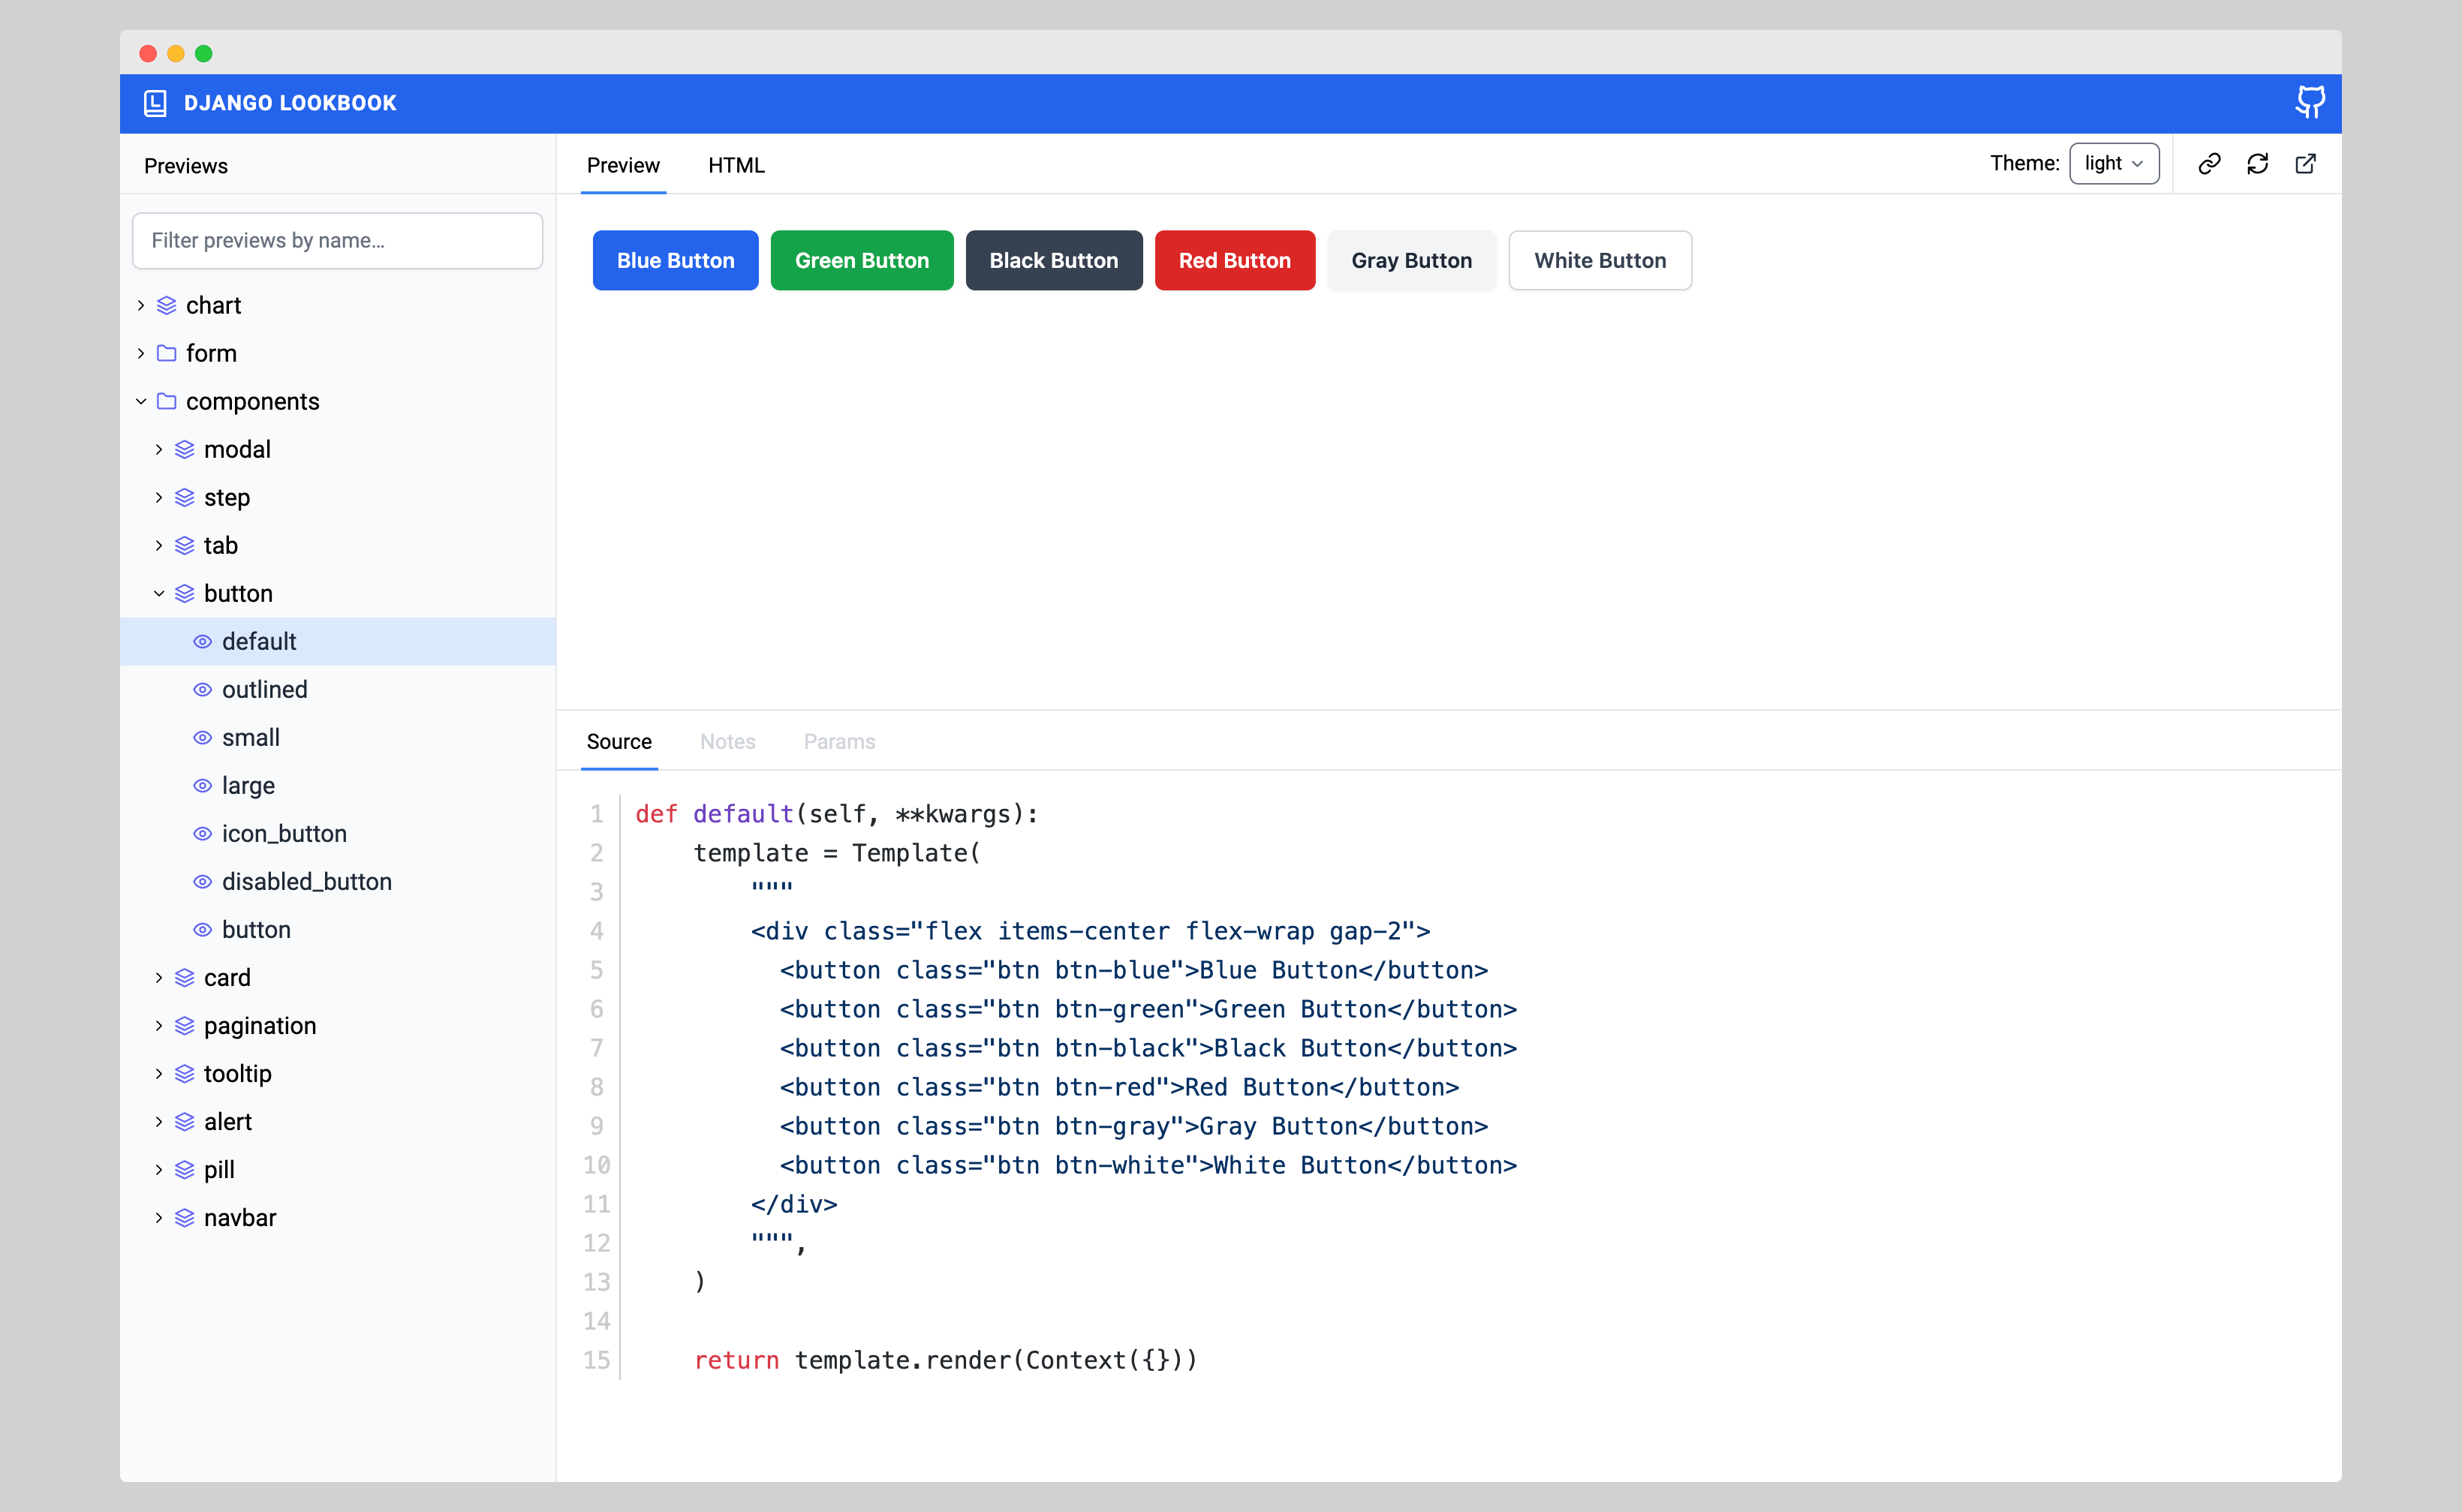 DJANGO LOOKBOOK
Previews
Filter previews by name...
chart
form
components
modal
step
tab
button
default
outlined
small
large
icon_button
disabled_button
button
card
pagination
tooltip
alert
pill
navbar
Preview HTML Theme: light
Blue Button Green Button Black Button Red Button Gray Button White Button
Source Notes Params
1 def default(self, **kwargs):
2     template = Template(
3         """
4         <div class="flex items-center flex-wrap gap-2">
5           <button class="btn btn-blue">Blue Button</button>
6           <button class="btn btn-green">Green Button</button>
7           <button class="btn btn-black">Black Button</button>
8           <button class="btn btn-red">Red Button</button>
9           <button class="btn btn-gray">Gray Button</button>
10           <button class="btn btn-white">White Button</button>
11         </div>
12         """,
13     )
14
15     return template.render(Context({}))